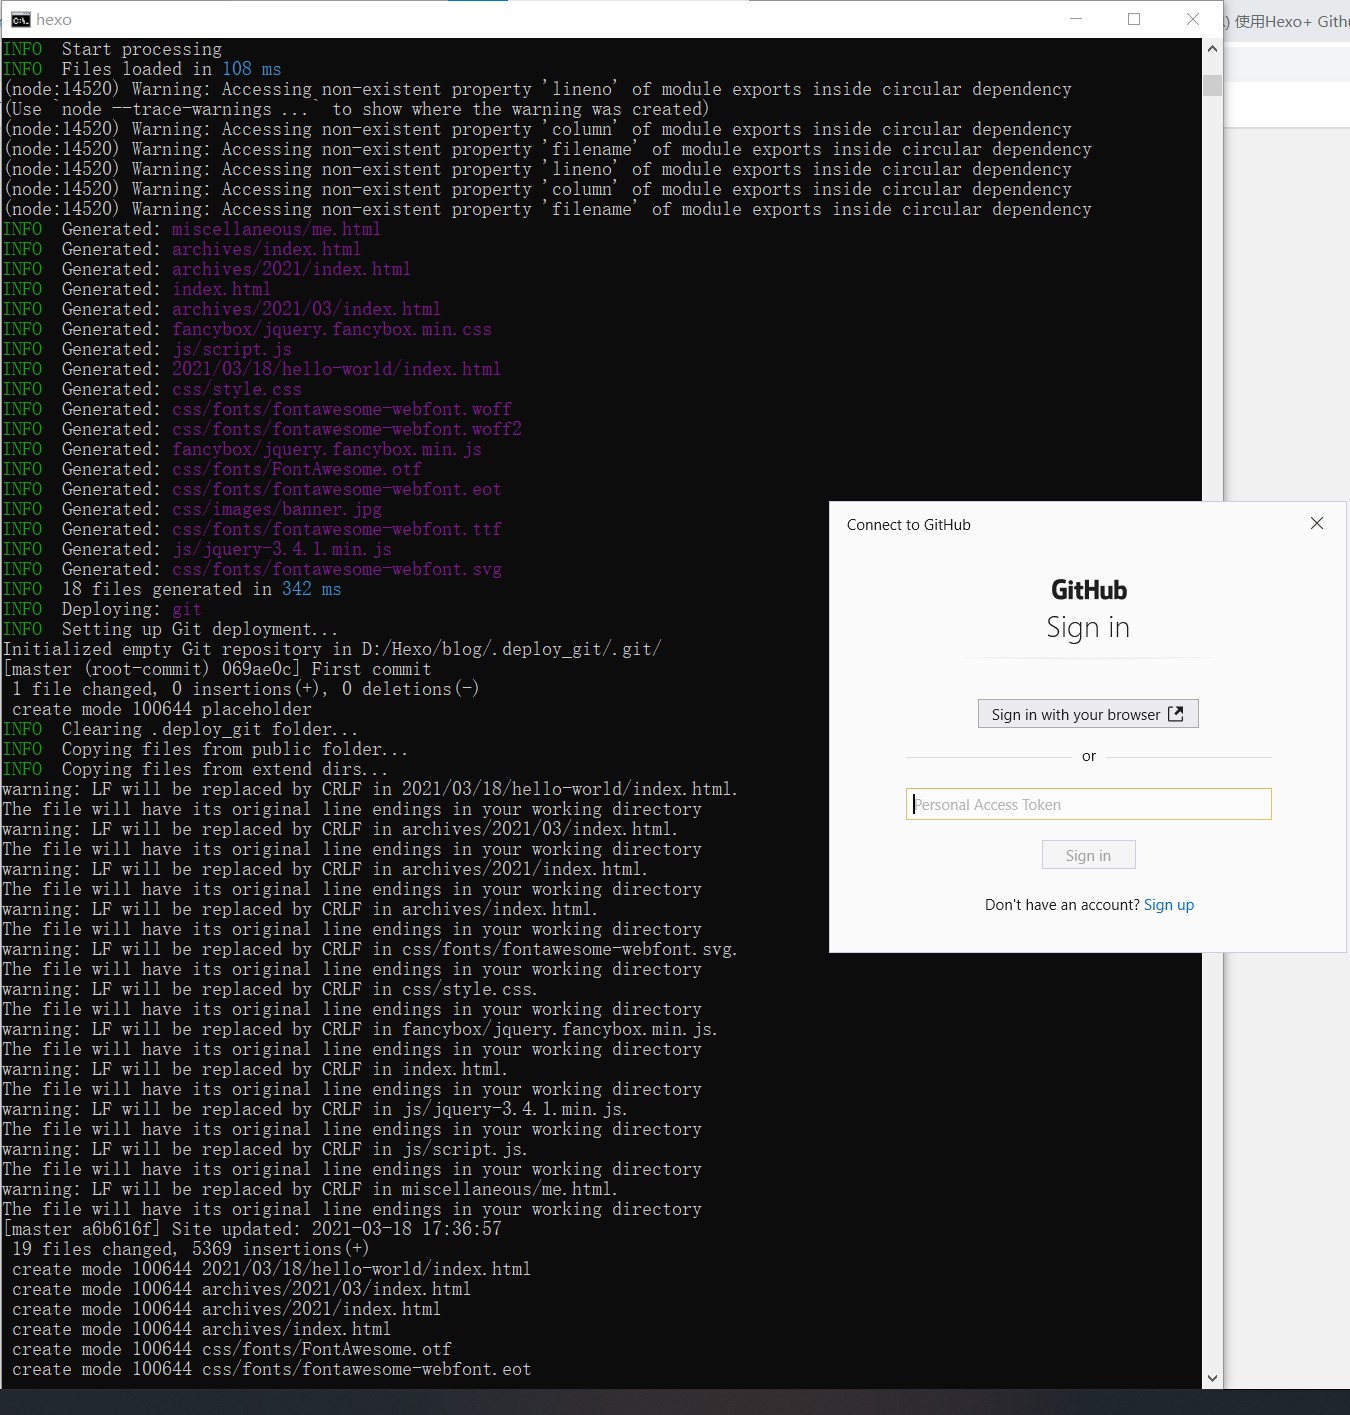 hexo
) 使用Hexo+ Gith
INFO  Start processing
INFO  Files loaded in 108 ms
(node:14520) Warning: Accessing non-existent property 'lineno' of module exports inside circular dependency
(Use `node --trace-warnings ...` to show where the warning was created)
(node:14520) Warning: Accessing non-existent property 'column' of module exports inside circular dependency
(node:14520) Warning: Accessing non-existent property 'filename' of module exports inside circular dependency
(node:14520) Warning: Accessing non-existent property 'lineno' of module exports inside circular dependency
(node:14520) Warning: Accessing non-existent property 'column' of module exports inside circular dependency
(node:14520) Warning: Accessing non-existent property 'filename' of module exports inside circular dependency
INFO  Generated: miscellaneous/me.html
INFO  Generated: archives/index.html
INFO  Generated: archives/2021/index.html
INFO  Generated: index.html
INFO  Generated: archives/2021/03/index.html
INFO  Generated: fancybox/jquery.fancybox.min.css
INFO  Generated: js/script.js
INFO  Generated: 2021/03/18/hello-world/index.html
INFO  Generated: css/style.css
INFO  Generated: css/fonts/fontawesome-webfont.woff
INFO  Generated: css/fonts/fontawesome-webfont.woff2
INFO  Generated: fancybox/jquery.fancybox.min.js
INFO  Generated: css/fonts/FontAwesome.otf
INFO  Generated: css/fonts/fontawesome-webfont.eot
INFO  Generated: css/images/banner.jpg
INFO  Generated: css/fonts/fontawesome-webfont.ttf
INFO  Generated: js/jquery-3.4.1.min.js
INFO  Generated: css/fonts/fontawesome-webfont.svg
INFO  18 files generated in 342 ms
INFO  Deploying: git
INFO  Setting up Git deployment...
Initialized empty Git repository in D:/Hexo/blog/.deploy_git/.git/
[master (root-commit) 069ae0c] First commit
 1 file changed, 0 insertions(+), 0 deletions(-)
 create mode 100644 placeholder
INFO  Clearing .deploy_git folder...
INFO  Copying files from public folder...
INFO  Copying files from extend dirs...
warning: LF will be replaced by CRLF in 2021/03/18/hello-world/index.html.
The file will have its original line endings in your working directory
warning: LF will be replaced by CRLF in archives/2021/03/index.html.
The file will have its original line endings in your working directory
warning: LF will be replaced by CRLF in archives/2021/index.html.
The file will have its original line endings in your working directory
warning: LF will be replaced by CRLF in archives/index.html.
The file will have its original line endings in your working directory
warning: LF will be replaced by CRLF in css/fonts/fontawesome-webfont.svg.
The file will have its original line endings in your working directory
warning: LF will be replaced by CRLF in css/style.css.
The file will have its original line endings in your working directory
warning: LF will be replaced by CRLF in fancybox/jquery.fancybox.min.js.
The file will have its original line endings in your working directory
warning: LF will be replaced by CRLF in index.html.
The file will have its original line endings in your working directory
warning: LF will be replaced by CRLF in js/jquery-3.4.1.min.js.
The file will have its original line endings in your working directory
warning: LF will be replaced by CRLF in js/script.js.
The file will have its original line endings in your working directory
warning: LF will be replaced by CRLF in miscellaneous/me.html.
The file will have its original line endings in your working directory
[master a6b616f] Site updated: 2021-03-18 17:36:57
 19 files changed, 5369 insertions(+)
 create mode 100644 2021/03/18/hello-world/index.html
 create mode 100644 archives/2021/03/index.html
 create mode 100644 archives/2021/index.html
 create mode 100644 archives/index.html
 create mode 100644 css/fonts/FontAwesome.otf
 create mode 100644 css/fonts/fontawesome-webfont.eot
Connect to GitHub
GitHub
Sign in
Sign in with your browser
or
Personal Access Token
Sign in
Don't have an account? Sign up